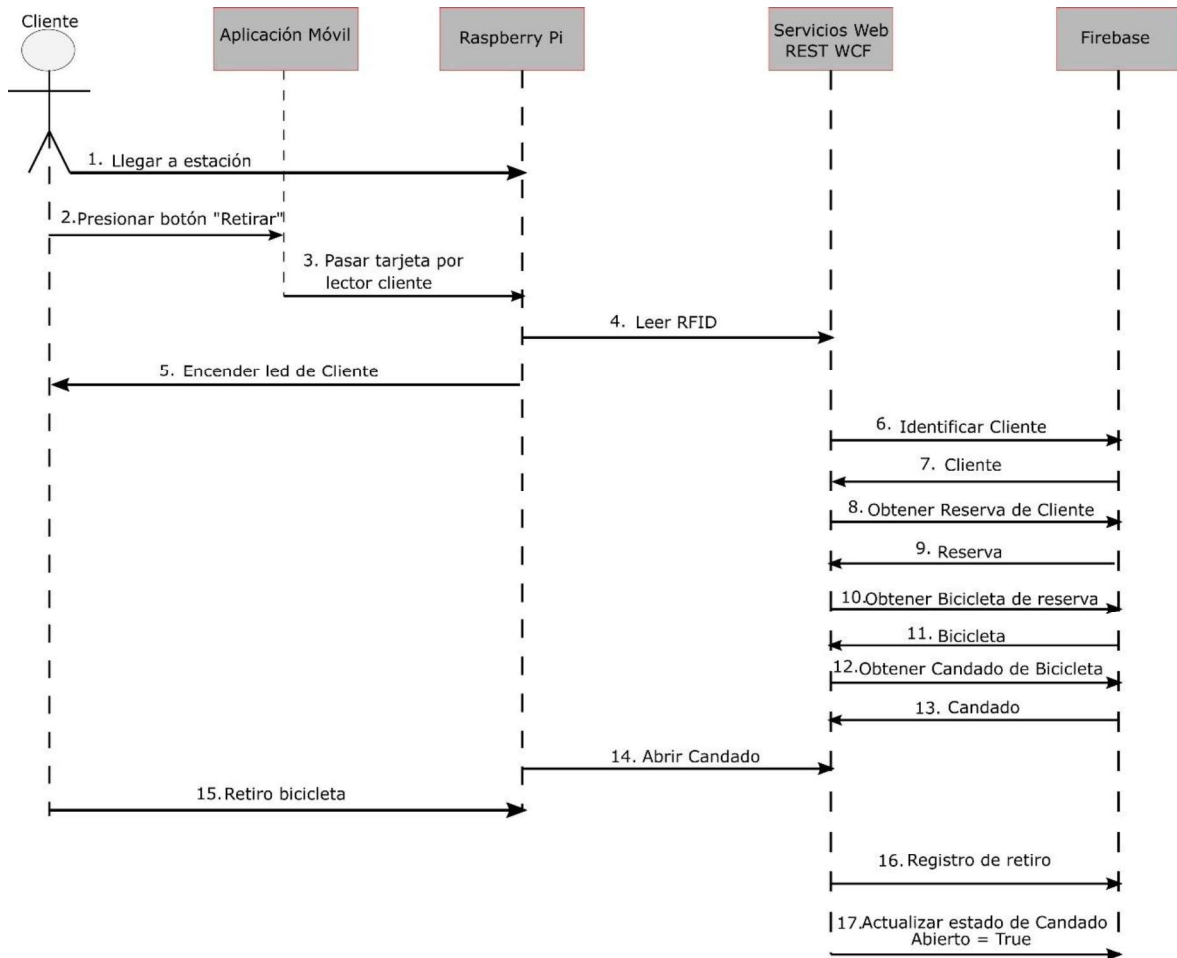 Cliente
Aplicación Móvil
Raspberry Pi
Servicios Web
REST WCF
Firebase
1. Llegar a estación
2.Presionar botón "Retirar"
3. Pasar tarjeta por
lector cliente
4. Leer RFID
5. Encender led de Cliente
6. Identificar Cliente
7. Cliente
8. Obtener Reserva de Cliente
9. Reserva
10.Obtener Bicicleta de reserva
11. Bicicleta
12.Obtener Candado de Bicicleta
13. Candado
14. Abrir Candado
15.Retiro bicicleta
16.Registro de retiro
17.Actualizar estado de Candado
Abierto = True